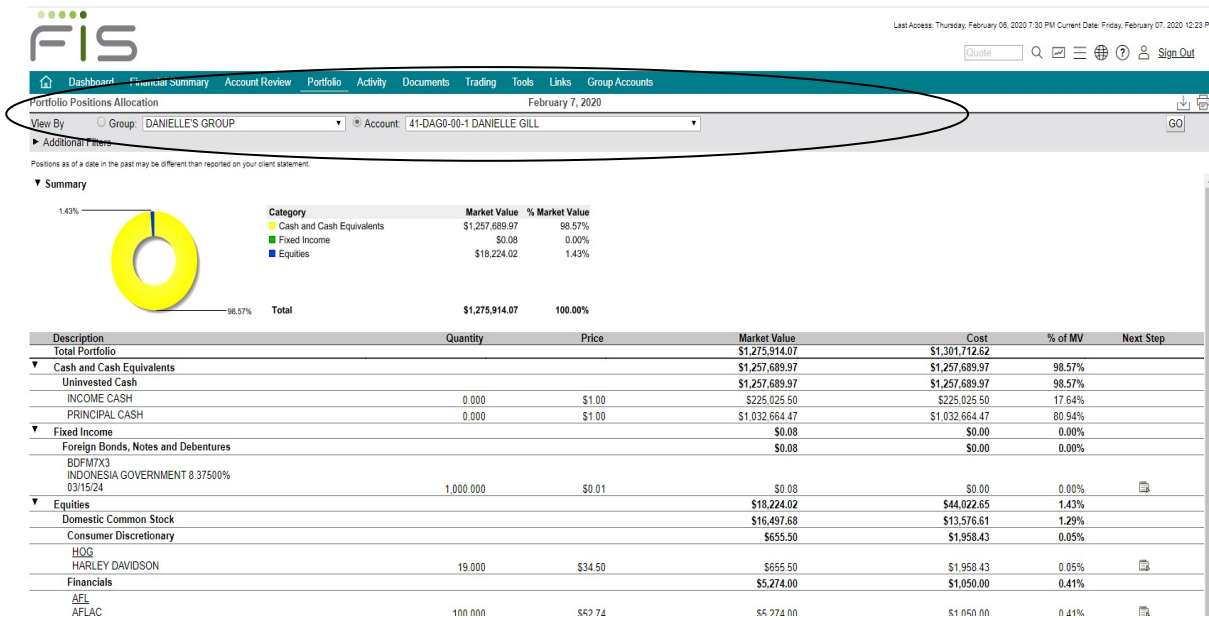 Last Access: Thursday, February 06, 2020 7:30 PM Current Date: Friday, February 07, 2020 12:23 P
FIS
Quote Sign Out
Dashboard Financial Summary Account Review Portfolio Activity Documents Trading Tools Links Group Accounts
Portfolio Positions Allocation February 7, 2020
View By Group: DANIELLE'S GROUP Account: 41-DAG0-00-1 DANIELLE GILL GO
Additional Filters
Positions as of a date in the past may be different than reported on your client statement.
Summary
1.43%
98.57%
Category Market Value % Market Value
Cash and Cash Equivalents $1,257,689.97 98.57%
Fixed Income $0.08 0.00%
Equities $18,224.02 1.43%
Total $1,275,914.07 100.00%
Description Quantity Price Market Value Cost % of MV Next Step
Total Portfolio $1,275,914.07 $1,301,712.62
Cash and Cash Equivalents $1,257,689.97 $1,257,689.97 98.57%
Uninvested Cash $1,257,689.97 $1,257,689.97 98.57%
INCOME CASH 0.000 $1.00 $225,025.50 $225,025.50 17.64%
PRINCIPAL CASH 0.000 $1.00 $1,032,664.47 $1,032,664.47 80.94%
Fixed Income $0.08 $0.00 0.00%
Foreign Bonds, Notes and Debentures $0.08 $0.00 0.00%
BDFM7X3
INDONESIA GOVERNMENT 8.37500%
03/15/24 1,000.000 $0.01 $0.08 $0.00 0.00%
Equities $18,224.02 $44,022.65 1.43%
Domestic Common Stock $16,497.68 $13,576.61 1.29%
Consumer Discretionary $655.50 $1,958.43 0.05%
HOG
HARLEY DAVIDSON 19.000 $34.50 $655.50 $1,958.43 0.05%
Financials $5,274.00 $1,050.00 0.41%
AFL
AFLAC 100.000 $52.74 $5,274.00 $1,050.00 0.41%